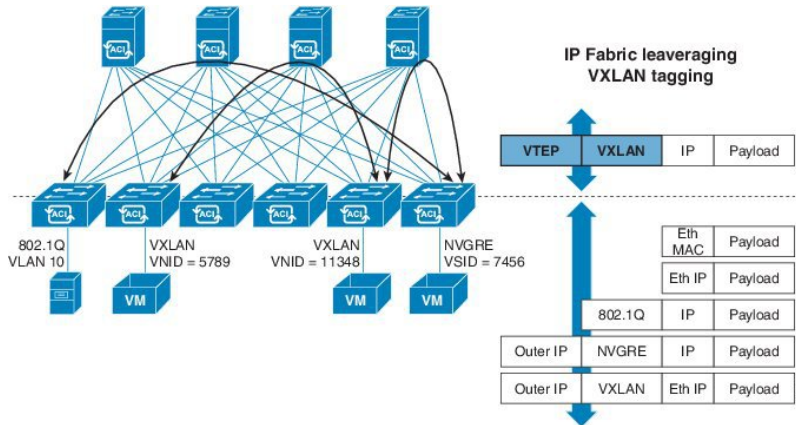 ACI
ACI
ACI
ACI
IP Fabric leaveraging
VXLAN tagging
VTEP VXLAN IP Payload
ACI
ACI
ACI
ACI
ACI
ACI
802.1Q
VLAN 10
VXLAN
VNID = 5789
VXLAN
VNID = 11348
NVGRE
VSID = 7456
VM
VM
VM
Eth
MAC
Payload
Eth IP Payload
802.1Q IP Payload
Outer IP NVGRE IP Payload
Outer IP VXLAN Eth IP Payload